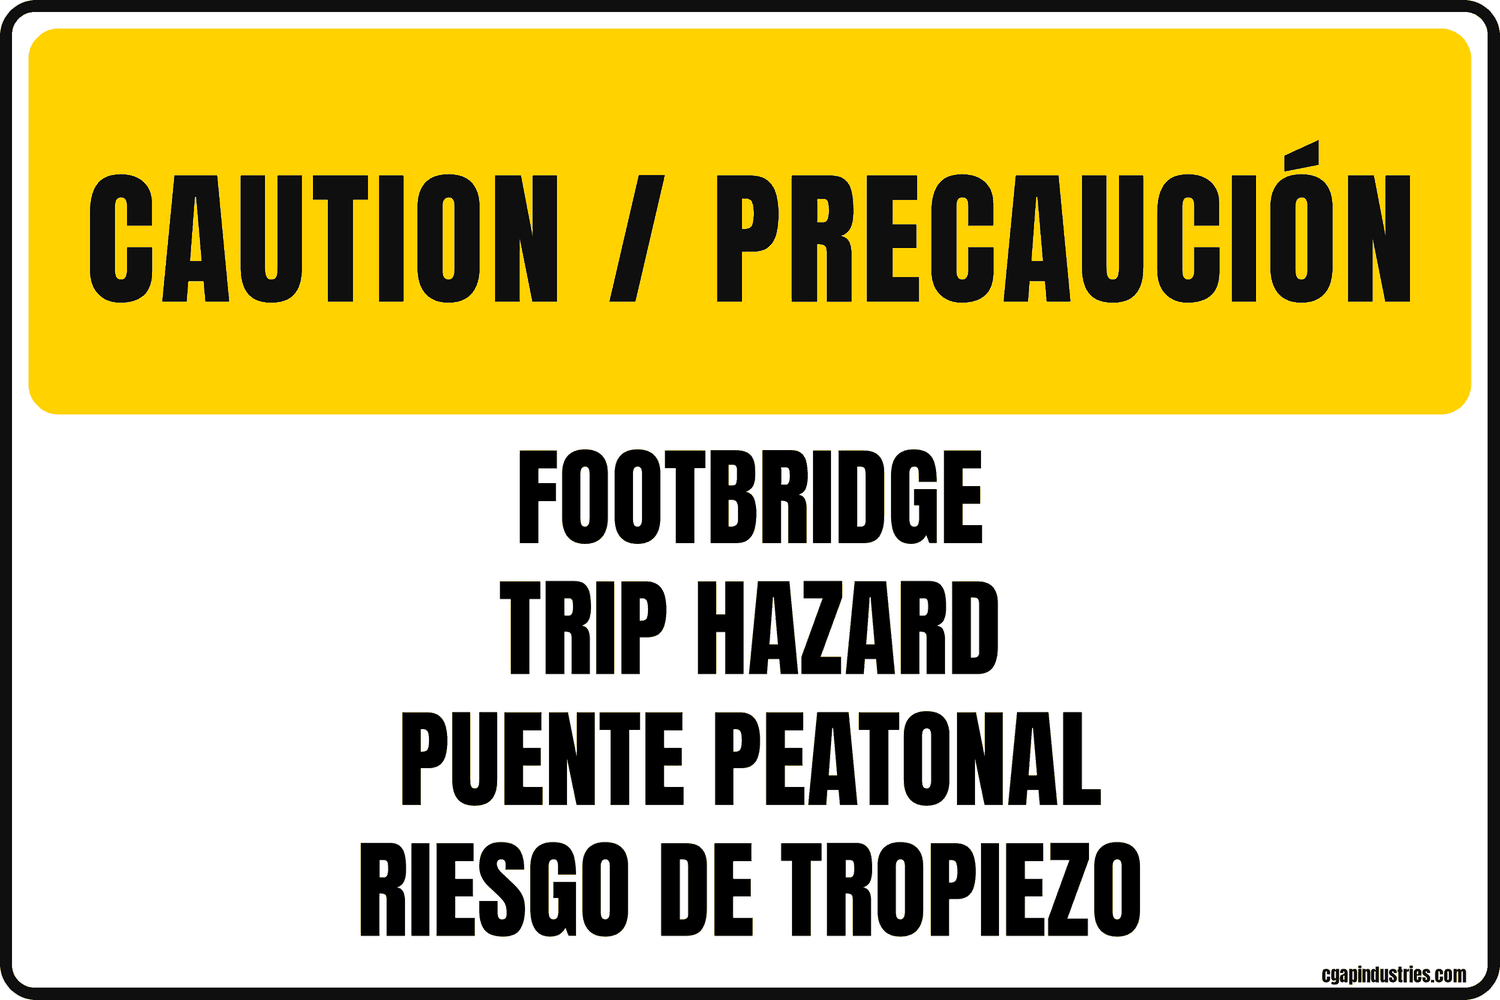 CAUTION / PRECAUCIÓN
FOOTBRIDGE
TRIP HAZARD
PUENTE PEATONAL
RIESGO DE TROPIEZO
cgapindustries.com